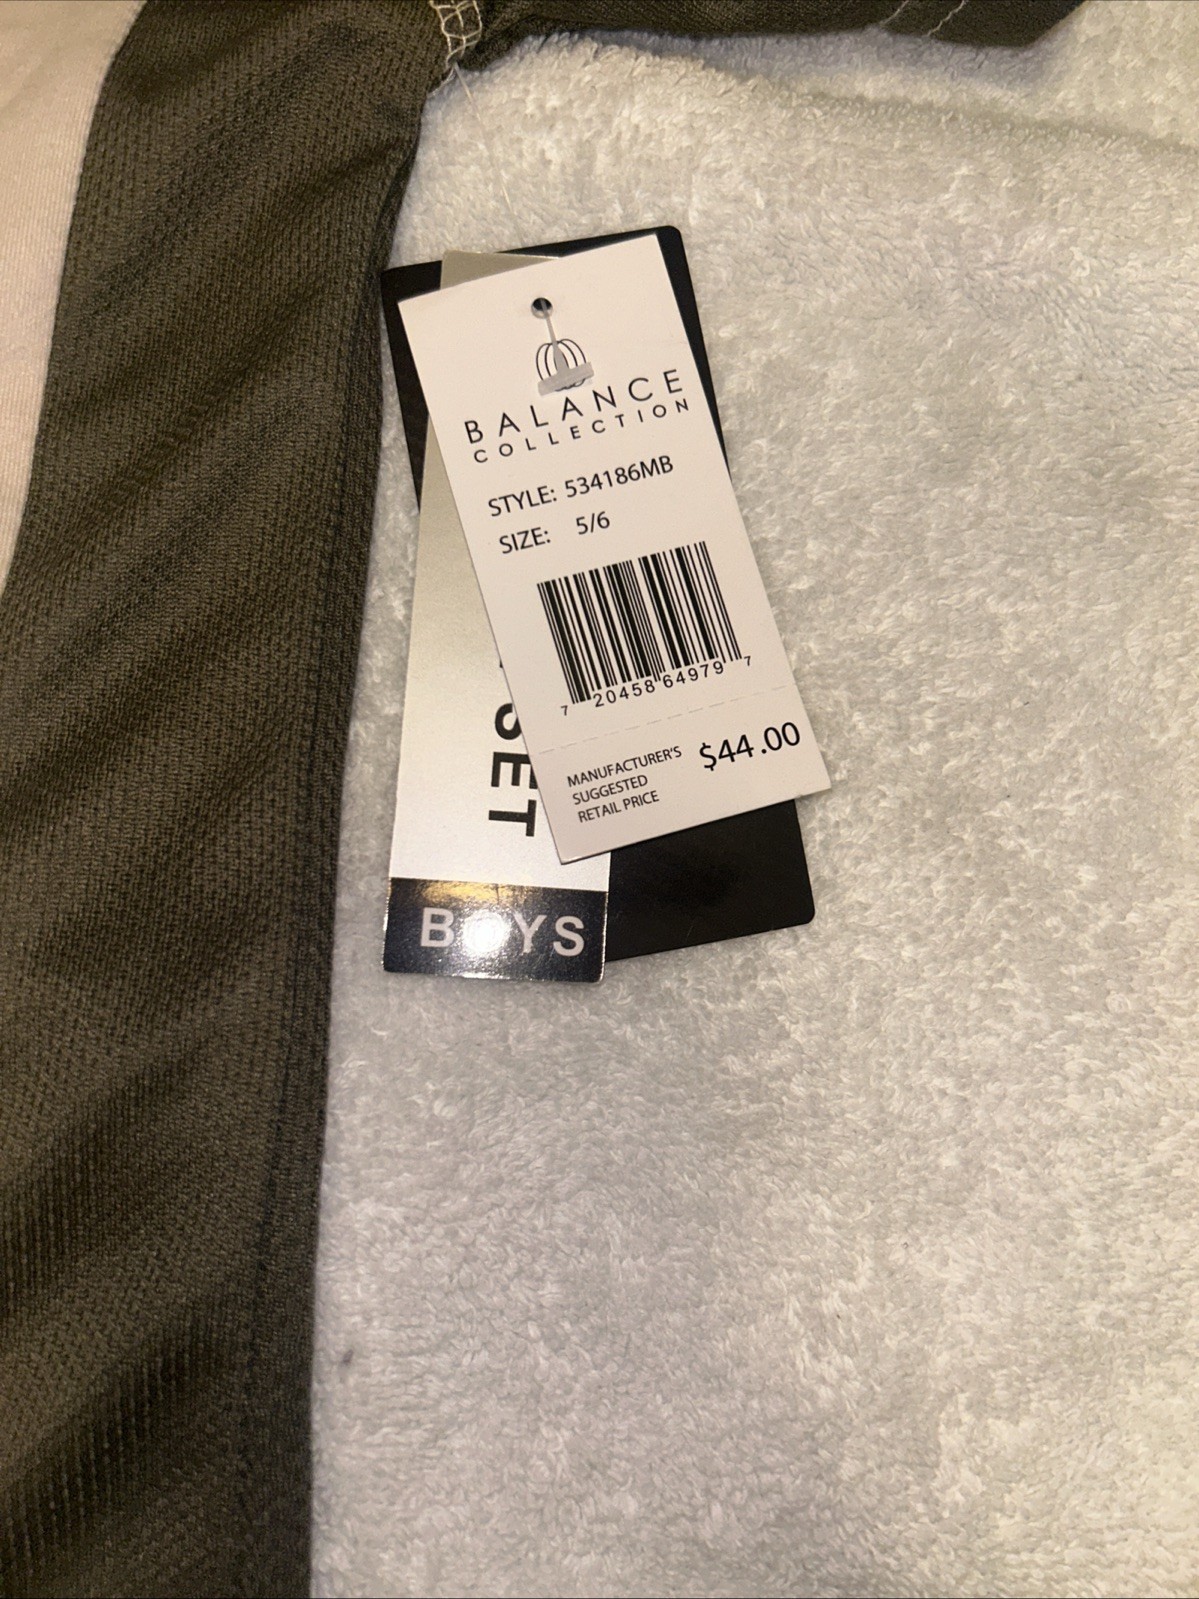 BALANCE
COLLECTION
STYLE: 534186MB
SIZE: 5/6
7 20458 64979 7
MANUFACTURER'S
SUGGESTED
RETAIL PRICE
$44.00
SET
BOYS